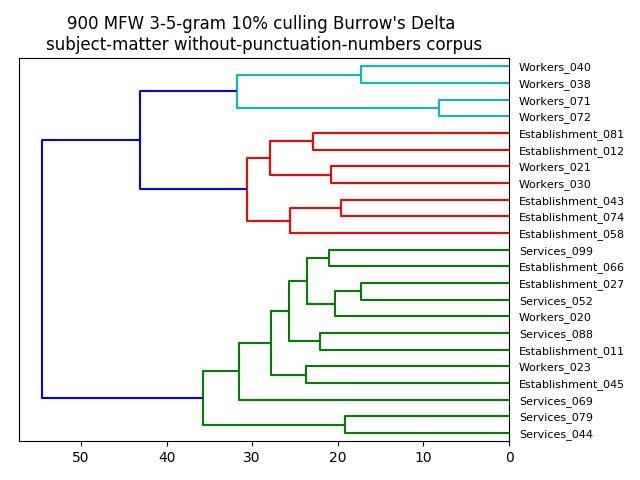 900 MFW 3-5-gram 10% culling Burrow's Delta
subject-matter without-punctuation-numbers corpus
Workers_040
Workers_038
Workers_071
Workers_072
Establishment_081
Establishment_012
Workers_021
Workers_030
Establishment_043
Establishment_074
Establishment_058
Services_099
Establishment_066
Establishment_027
Services_052
Workers_020
Services_088
Establishment_011
Workers_023
Establishment_045
Services_069
Services_079
Services_044
50 40 30 20 10 0